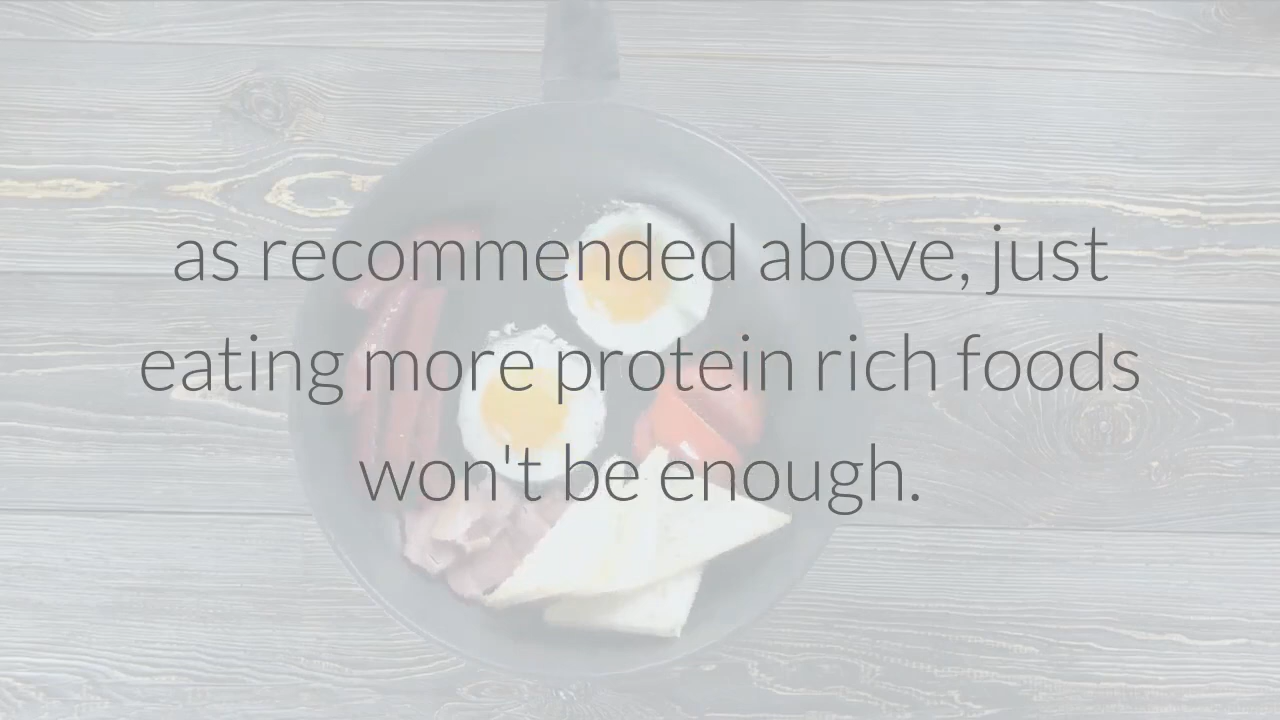 as recommended above, just
eating more protein rich foods
won't be enough.